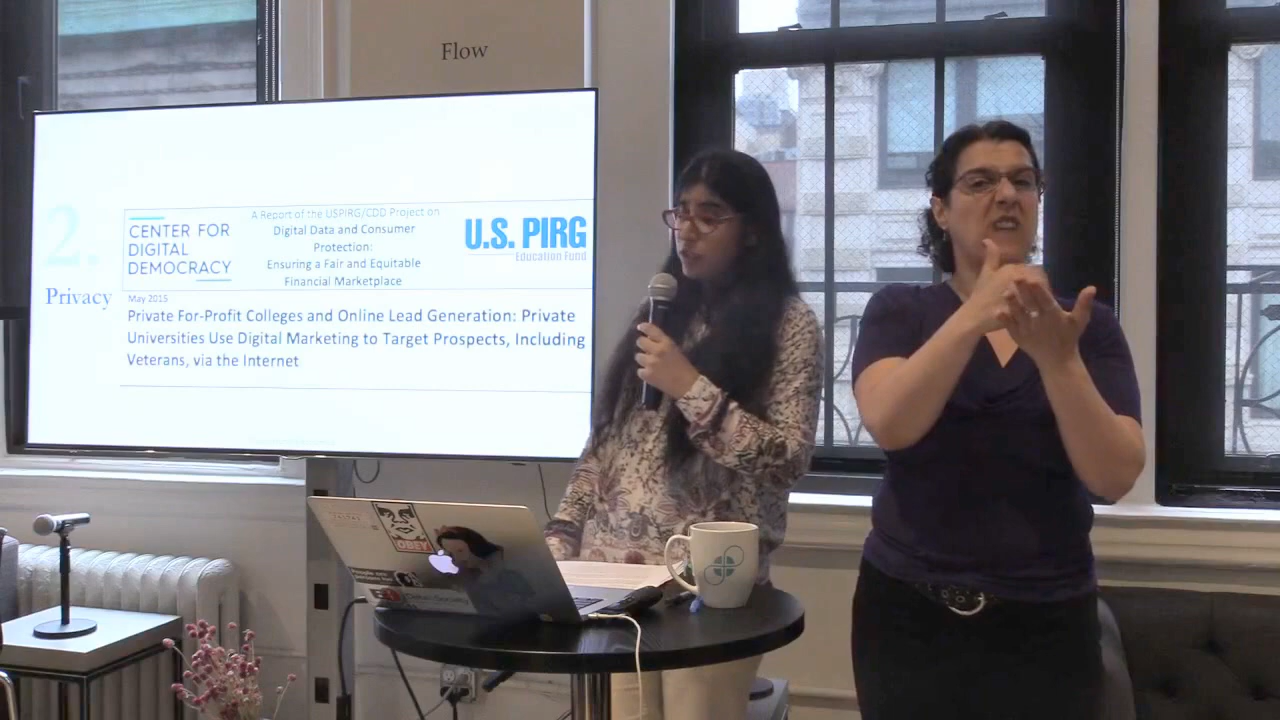 Flow
2.
Privacy
CENTER FOR
DIGITAL
DEMOCRACY
A Report of the USPIRG/CDD Project on
Digital Data and Consumer
Protection:
Ensuring a Fair and Equitable
Financial Marketplace
U.S. PIRG
Education Fund
May 2015
Private For-Profit Colleges and Online Lead Generation: Private
Universities Use Digital Marketing to Target Prospects, Including
Veterans, via the Internet
OBEY